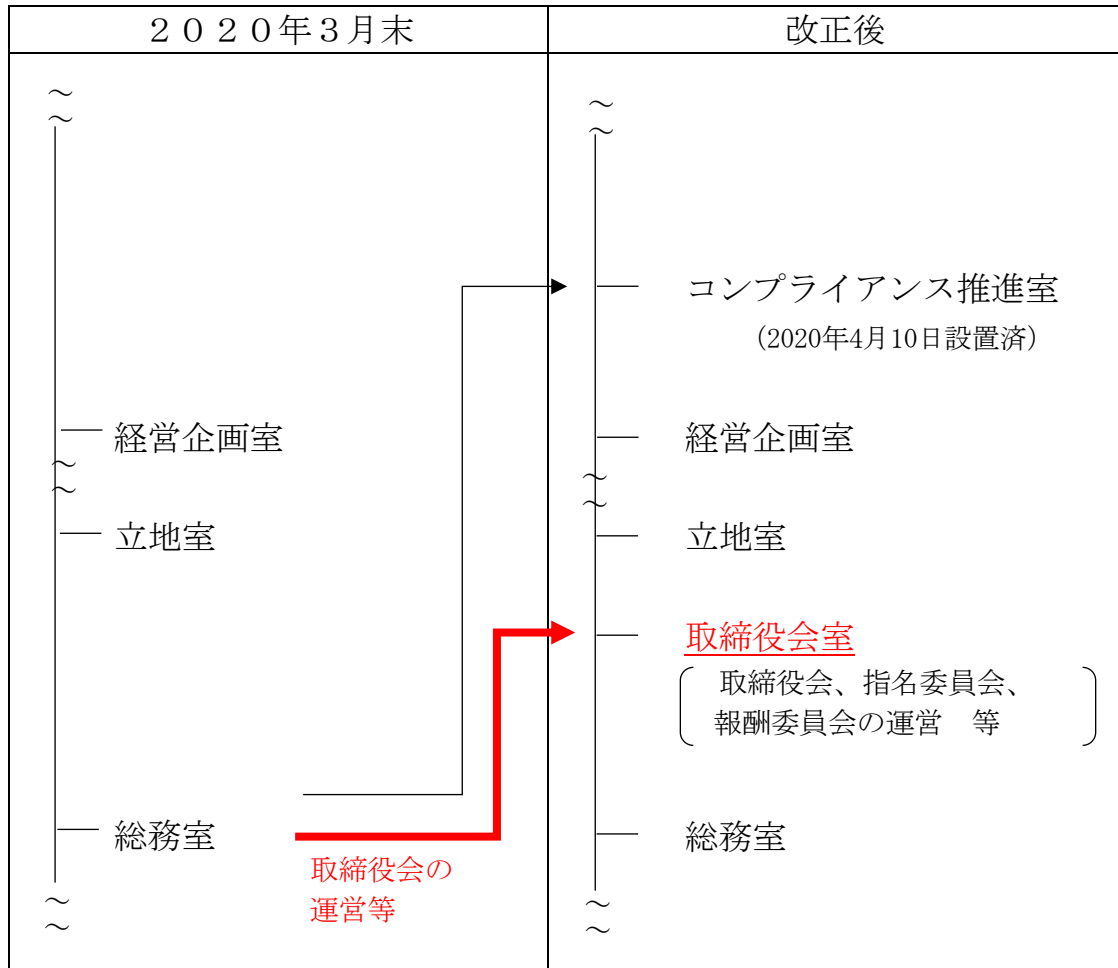 ２０２０年３月末
改正後
経営企画室
立地室
総務室
取締役会の
運営等
コンプライアンス推進室
（2020年4月10日設置済）
経営企画室
立地室
取締役会室
取締役会、指名委員会、
報酬委員会の運営　等
総務室